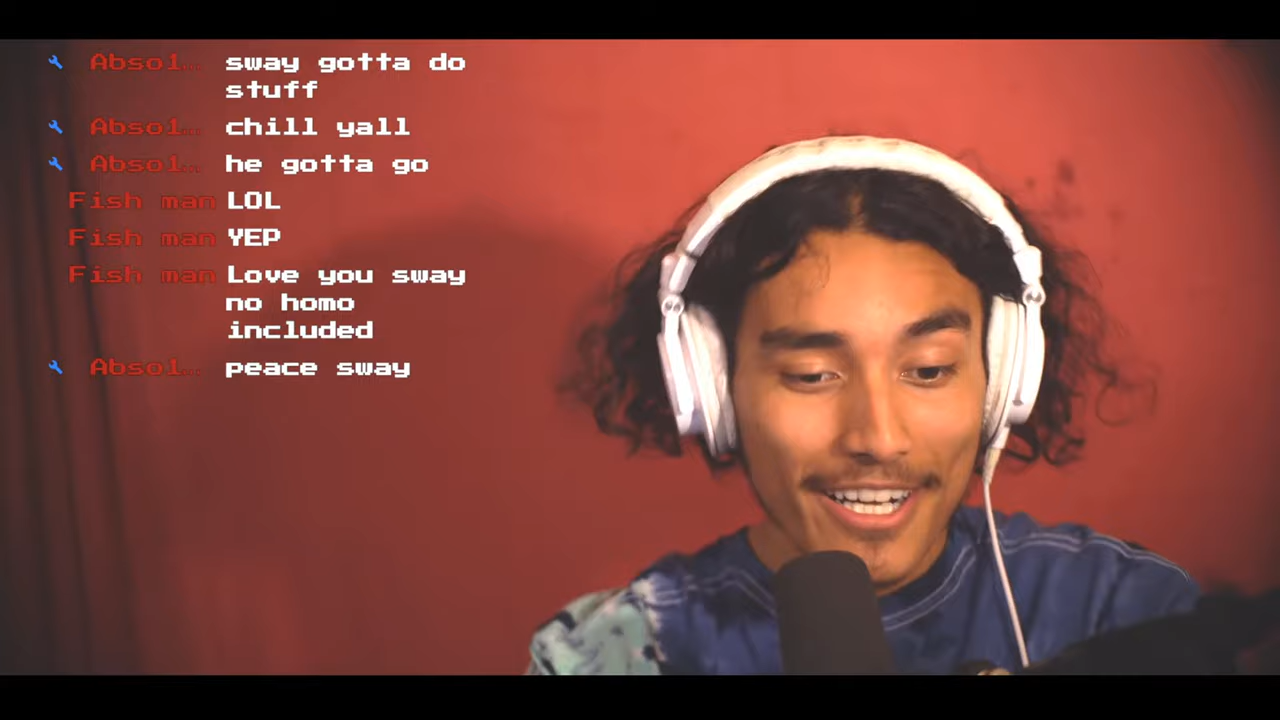 Absol… sway gotta do
stuff
Absol… chill yall
Absol… he gotta go
Fish man LOL
Fish man YEP
Fish man Love you sway
no homo
included
Absol… peace sway